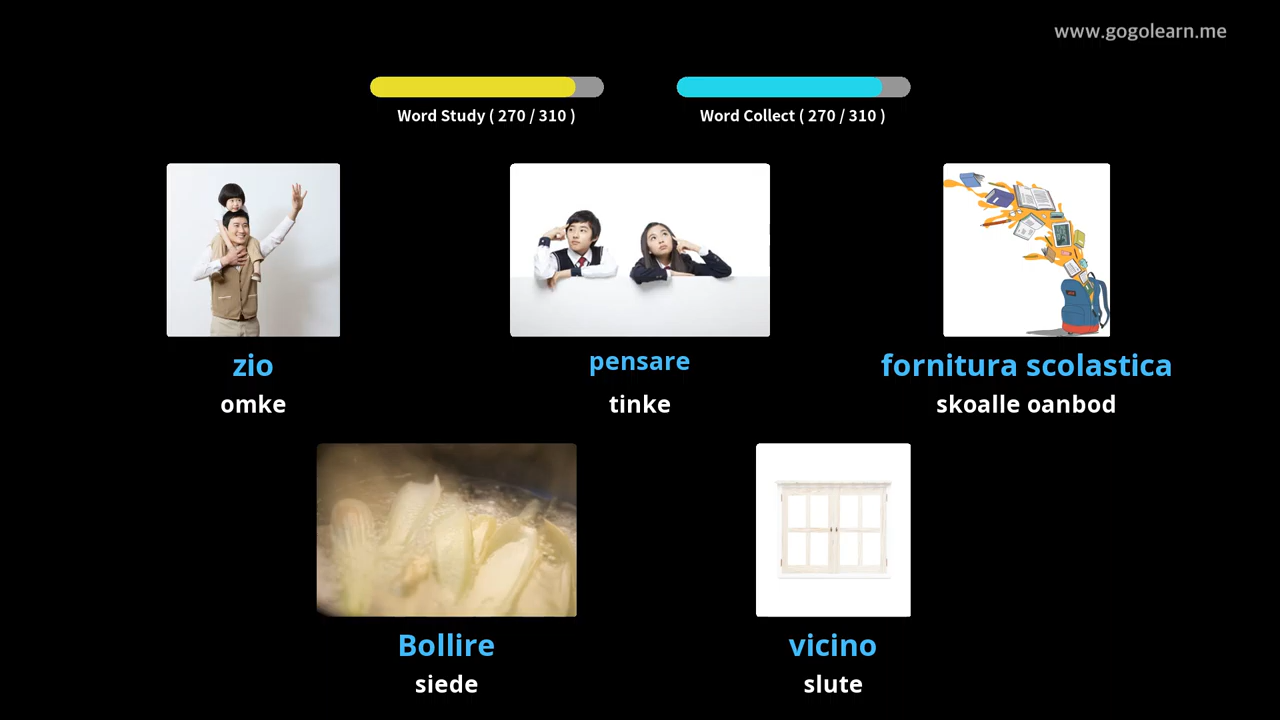 www.gogolearn.me
Word Study ( 270 / 310 )
Word Collect ( 270 / 310 )
zio
omke
pensare
tinke
fornitura scolastica
skoalle oanbod
Bollire
siede
vicino
slute